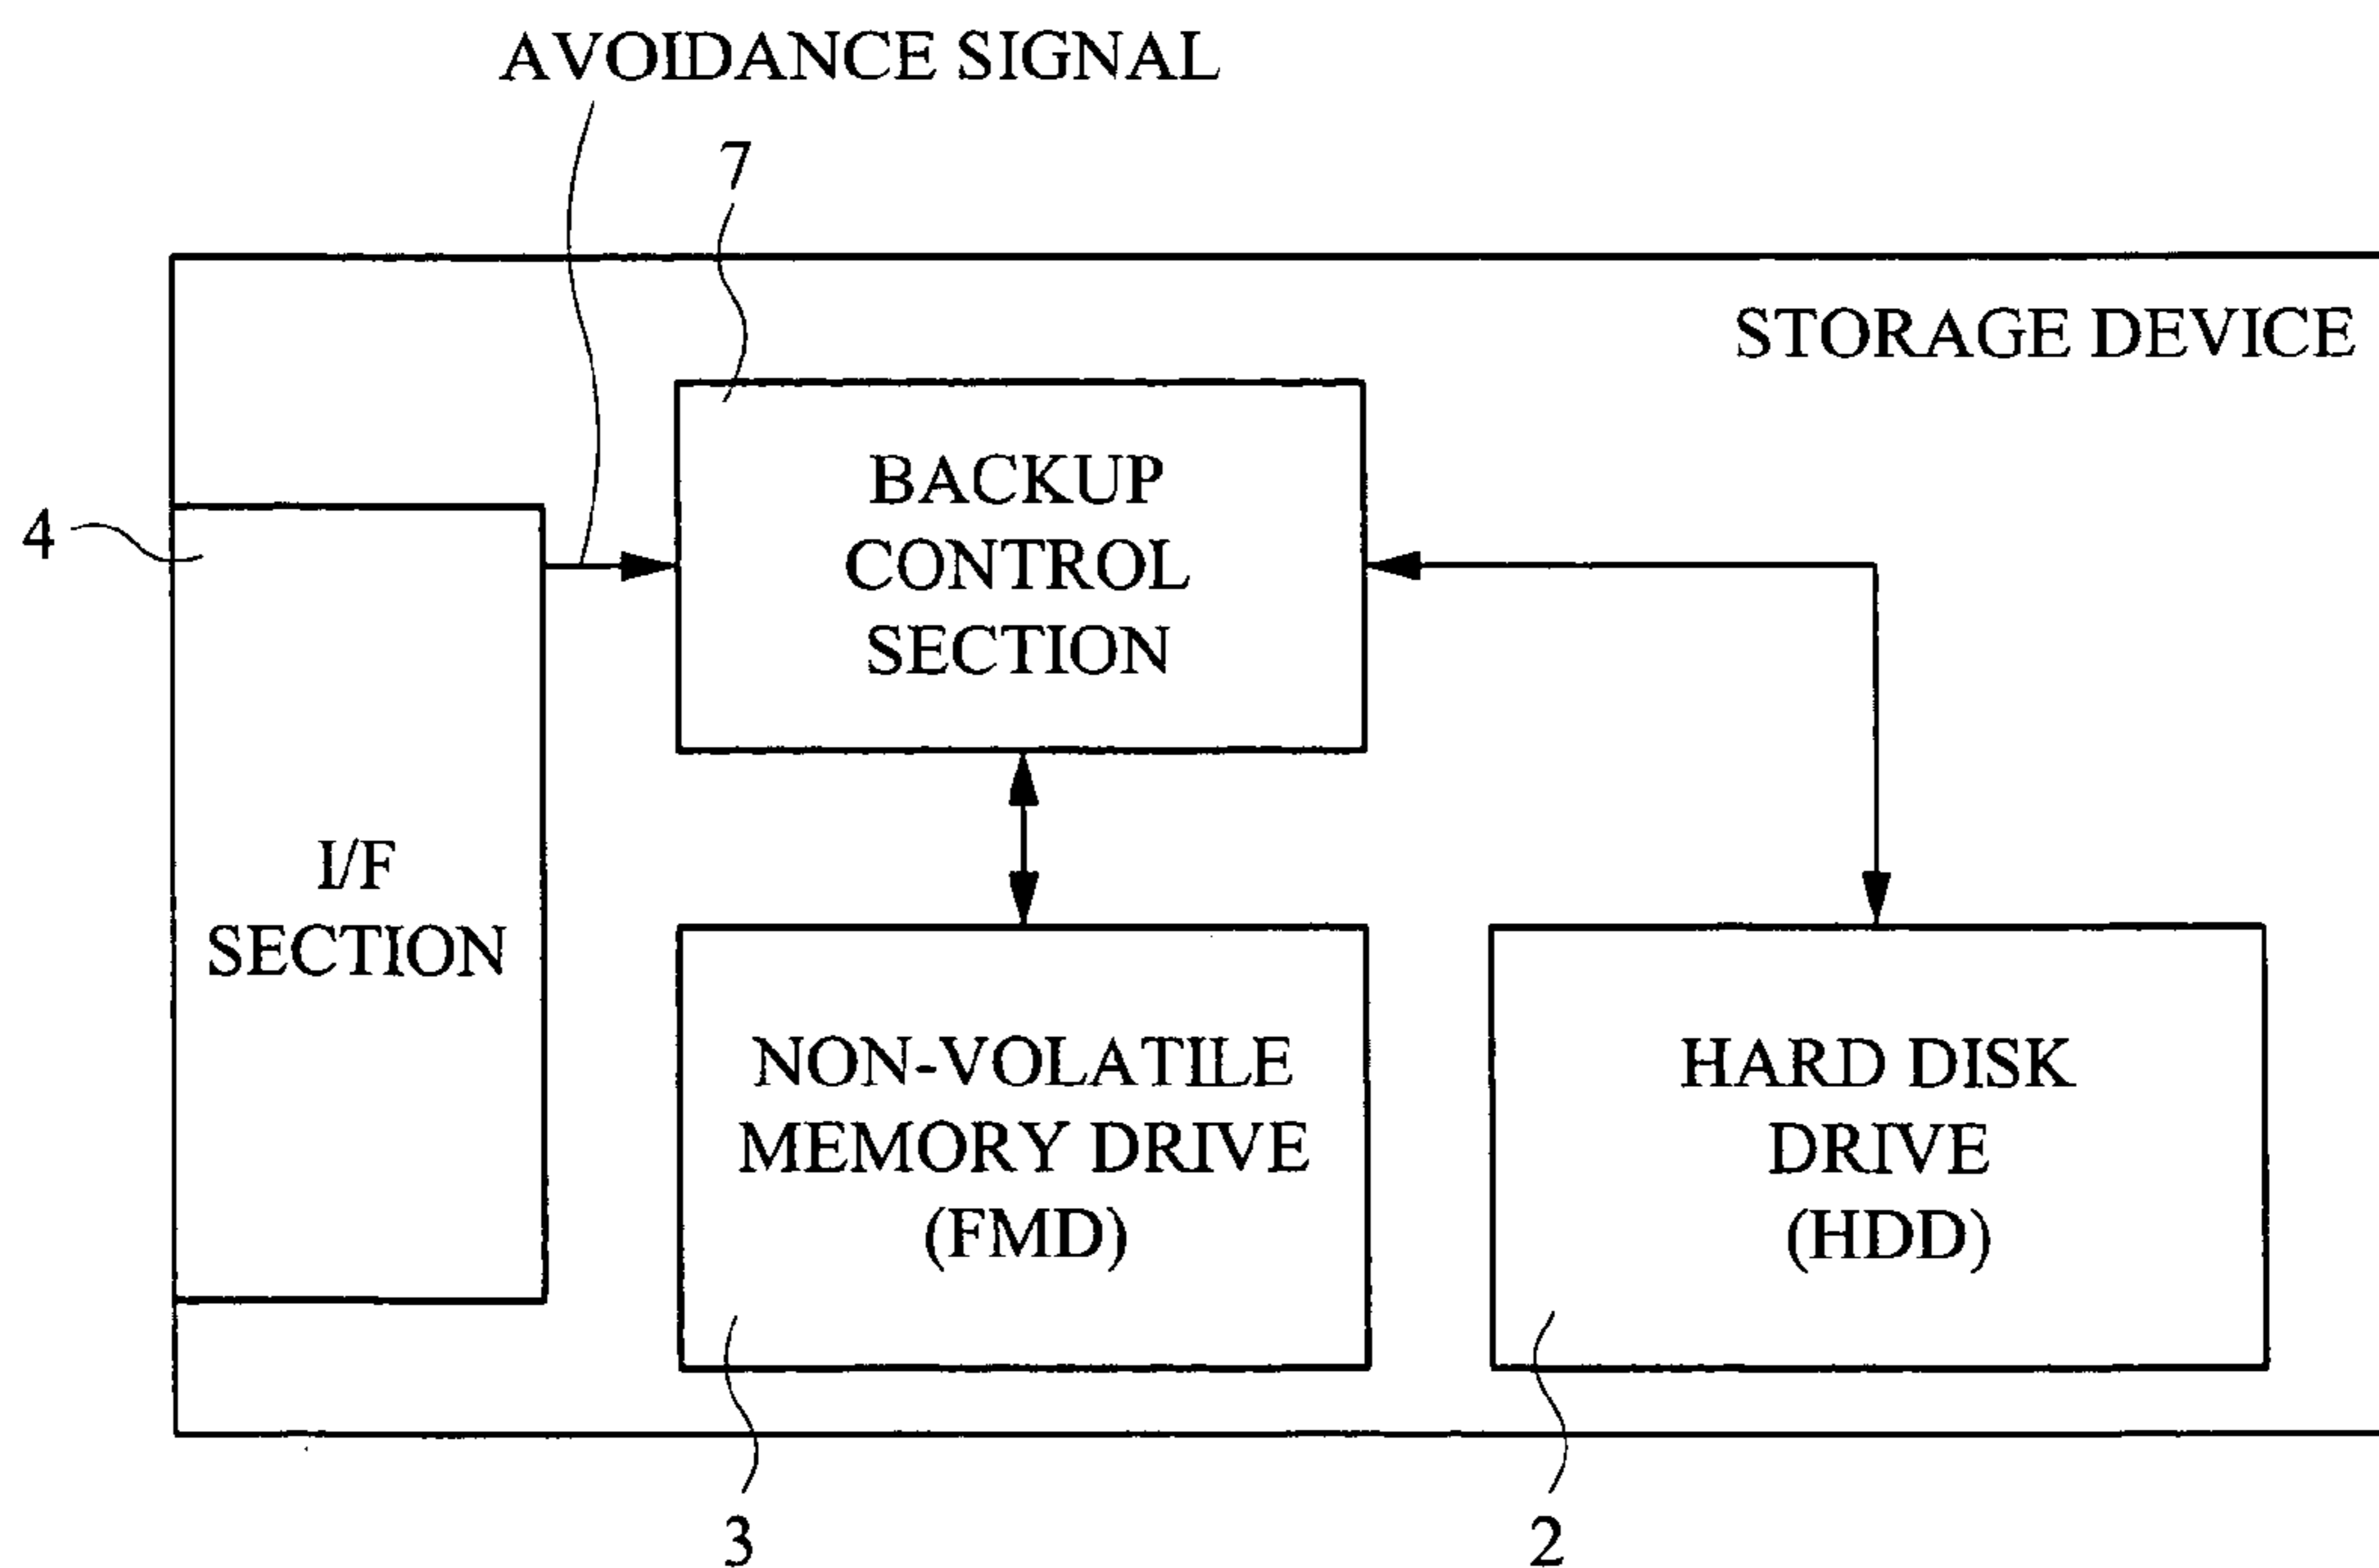 AVOIDANCE SIGNAL
7
STORAGE DEVICE
BACKUP
CONTROL
SECTION
4
I/F
SECTION
NON-VOLATILE
MEMORY DRIVE
(FMD)
HARD DISK
DRIVE
(HDD)
3
2